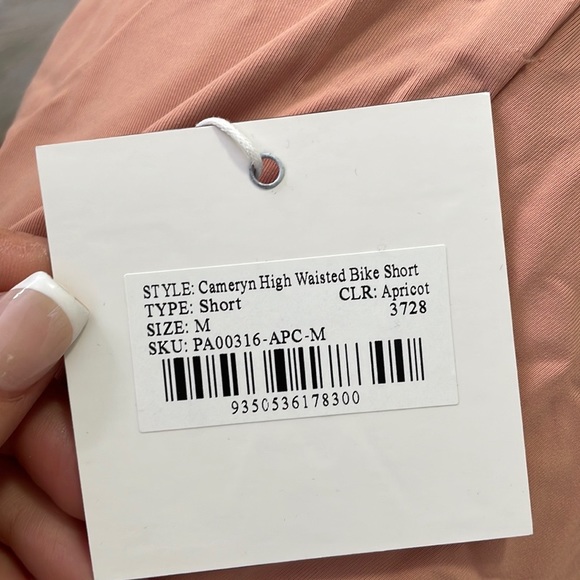 STYLE: Cameryn High Waisted Bike Short
TYPE: Short CLR: Apricot
SIZE: M 3728
SKU: PA00316-APC-M
9350536178300